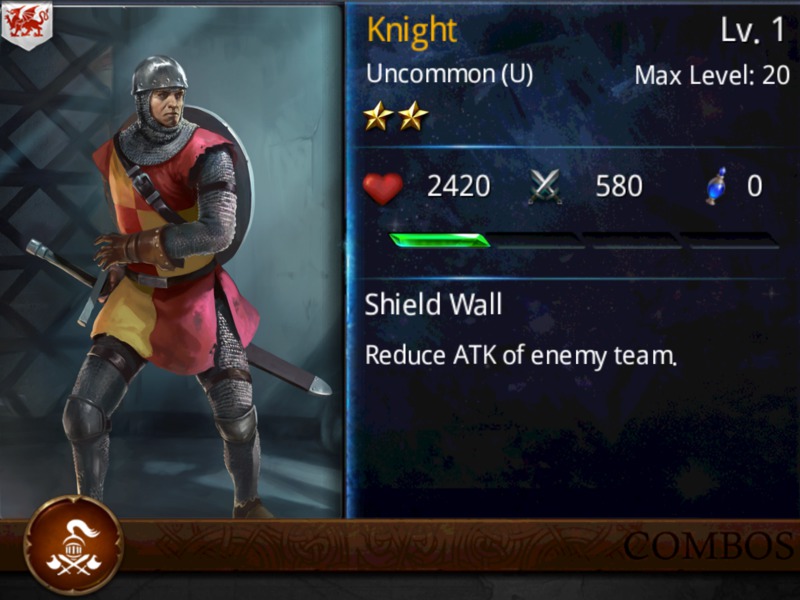 Knight Lv. 1
Uncommon (U) Max Level: 20
2420 580 0
Shield Wall
Reduce ATK of enemy team.
COMBOS